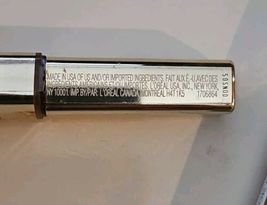 MADE IN USA OF US AND/OR IMPORTED INGREDIENTS. FAIT AUX É.-U. AVEC DES
INGRÉDIENTS AMÉRICAINS ET/OU IMPORTÉS. L'ORÉAL USA, INC., NEW YORK,
NY 10001. IMP. BY/PAR: L'ORÉAL CANADA, MONTRÉAL H4T 1K5
1706864